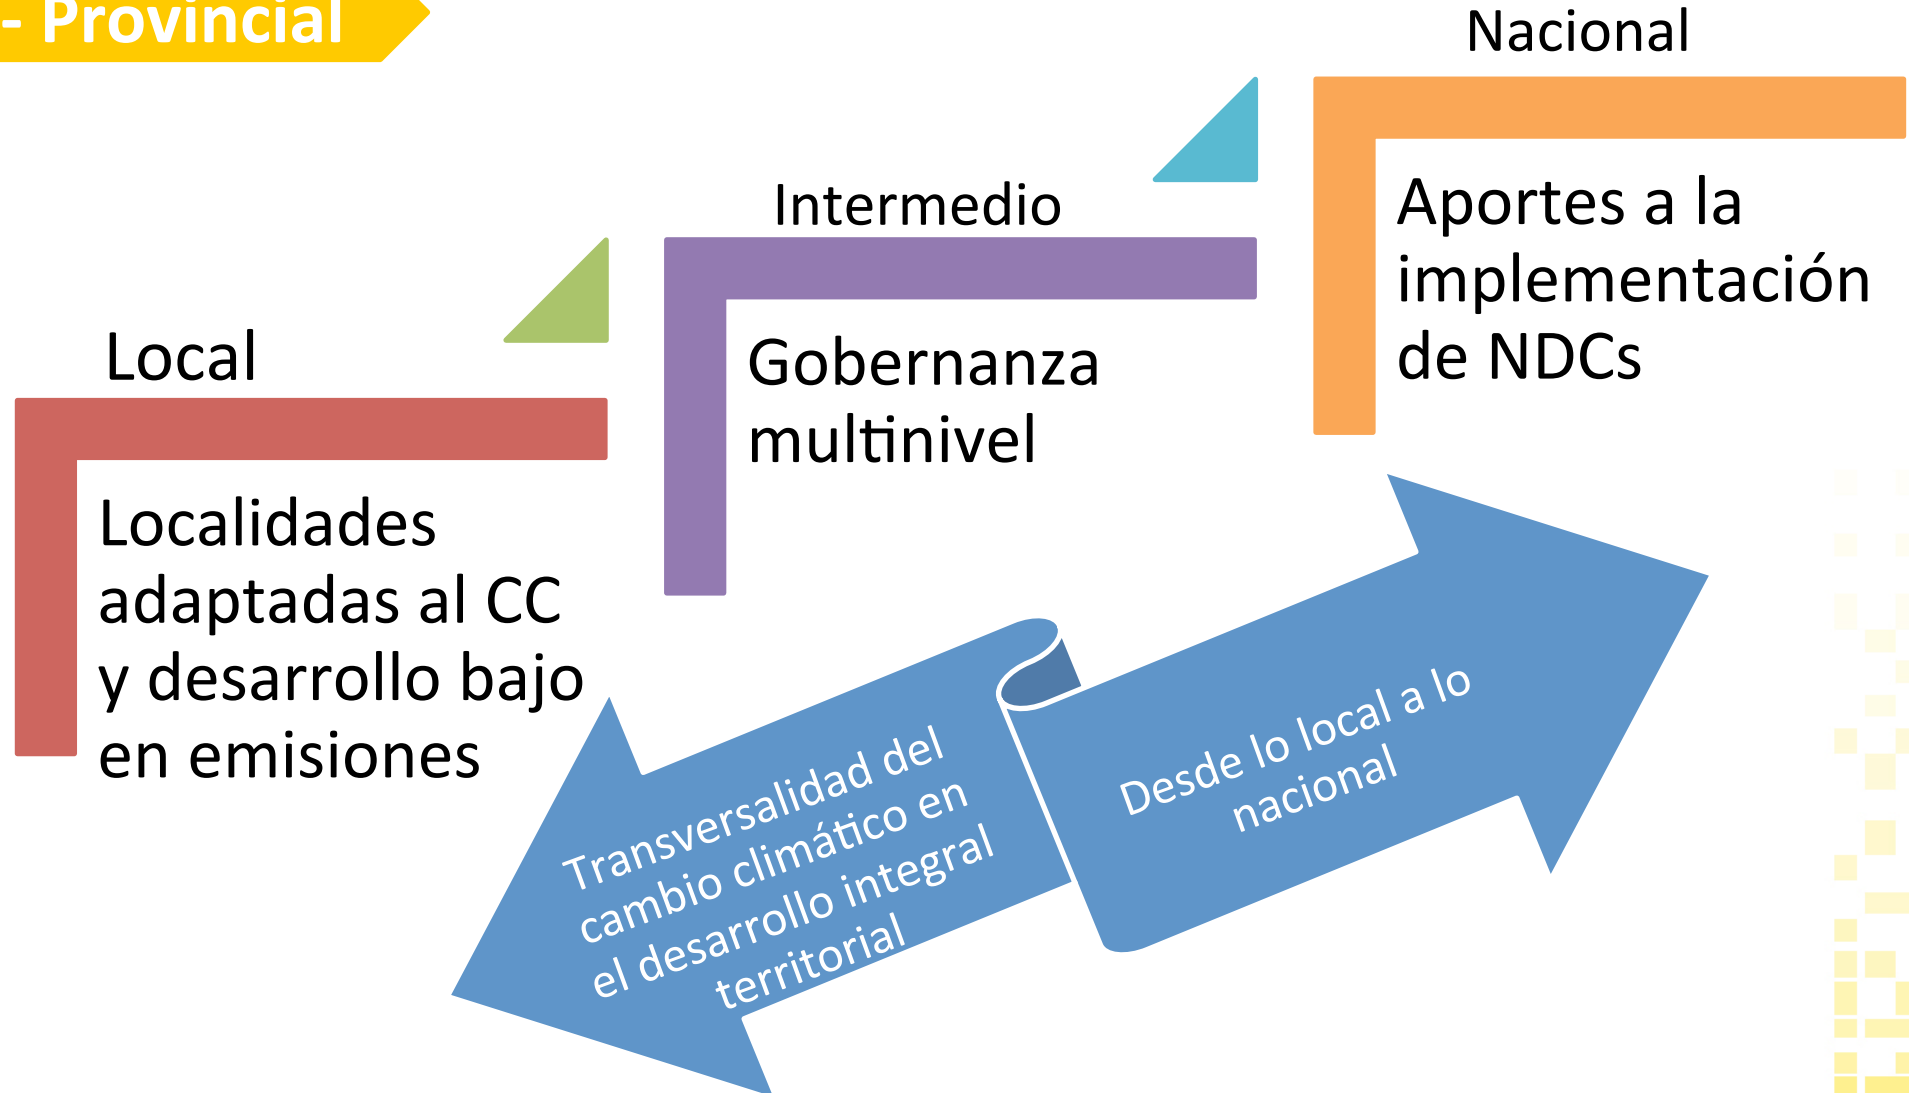 - Provincial
Nacional
Aportes a la
implementación
de NDCs
Intermedio
Gobernanza
multinivel
Local
Localidades
adaptadas al CC
y desarrollo bajo
en emisiones
Transversalidad del
cambio climático en
el desarrollo integral
territorial
Desde lo local a lo
nacional